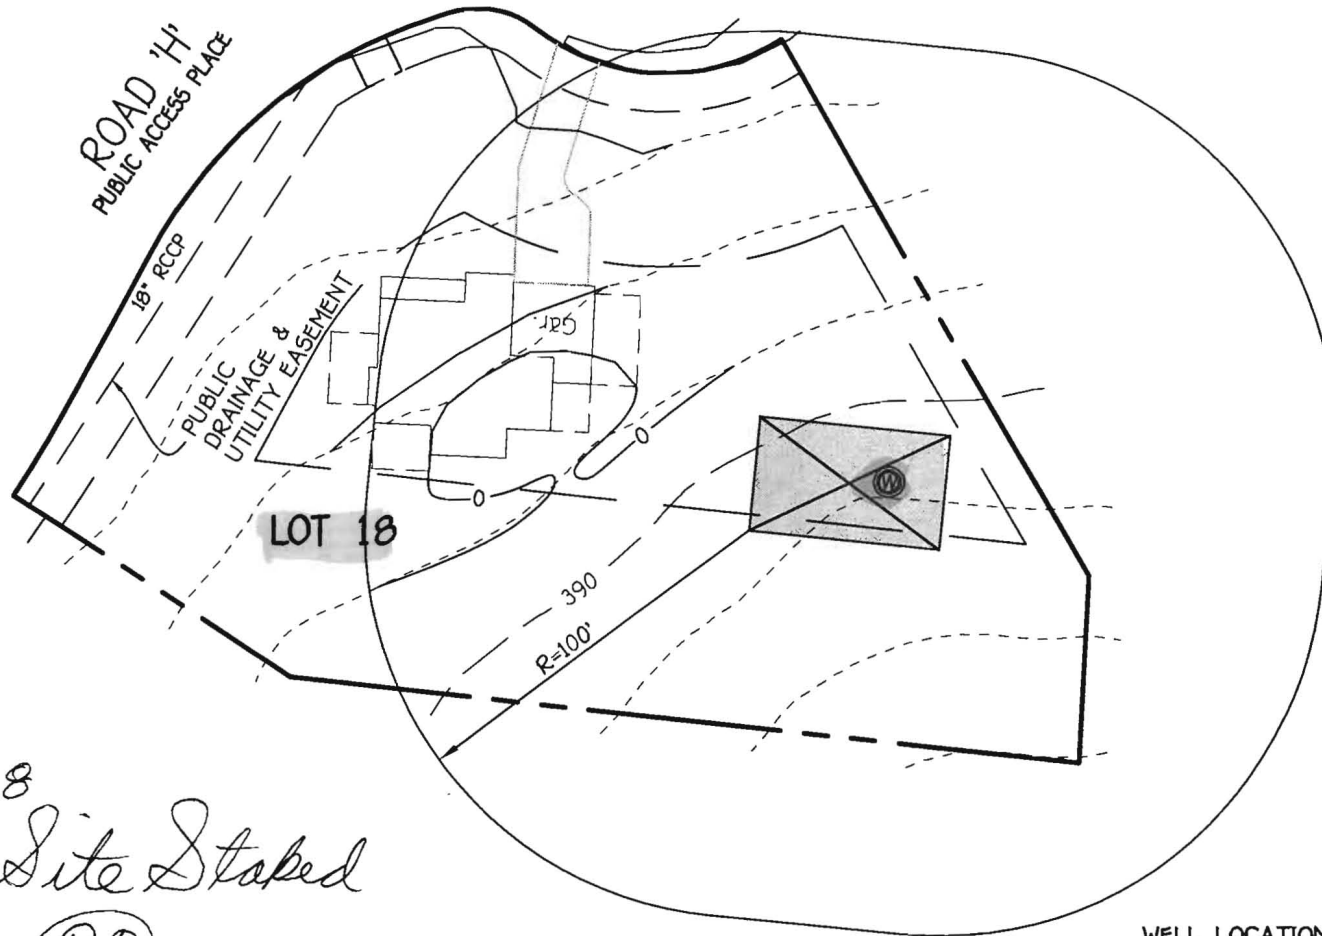 ROAD 'H'
PUBLIC ACCESS PLACE
18" RCCP
PUBLIC
DRAINAGE &
UTILITY EASEMENT
Gar.
0
0
W
LOT 18
390
R=100'
8
Site Staked
WELL LOCATION